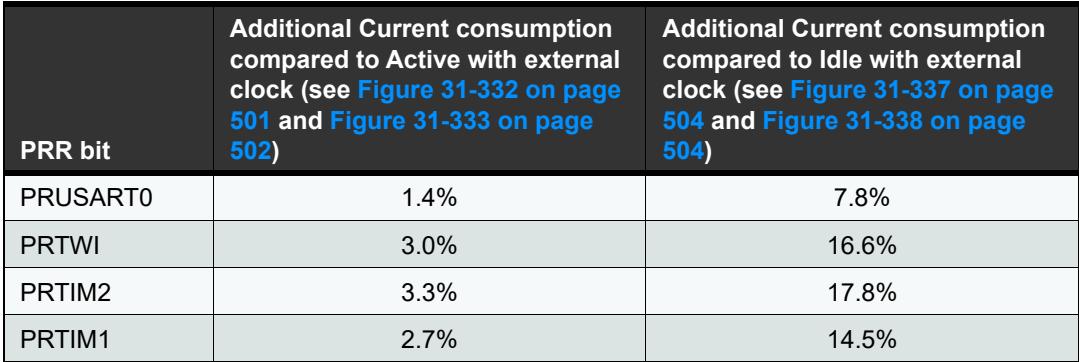 PRR bit
Additional Current consumption
compared to Active with external
clock (see Figure 31-332 on page
501 and Figure 31-333 on page
502)
Additional Current consumption
compared to Idle with external
clock (see Figure 31-337 on page
504 and Figure 31-338 on page
504)
PRUSART0 1.4% 7.8%
PRTWI 3.0% 16.6%
PRTIM2 3.3% 17.8%
PRTIM1 2.7% 14.5%